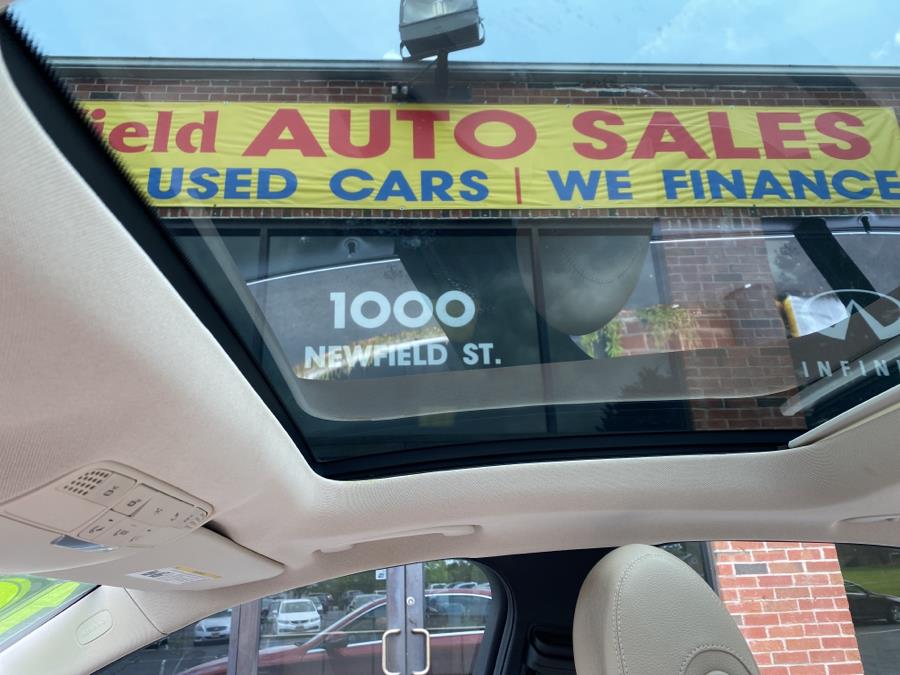 ield AUTO SALES
USED CARS | WE FINANCE
1000
NEWFIELD ST.
INFINI